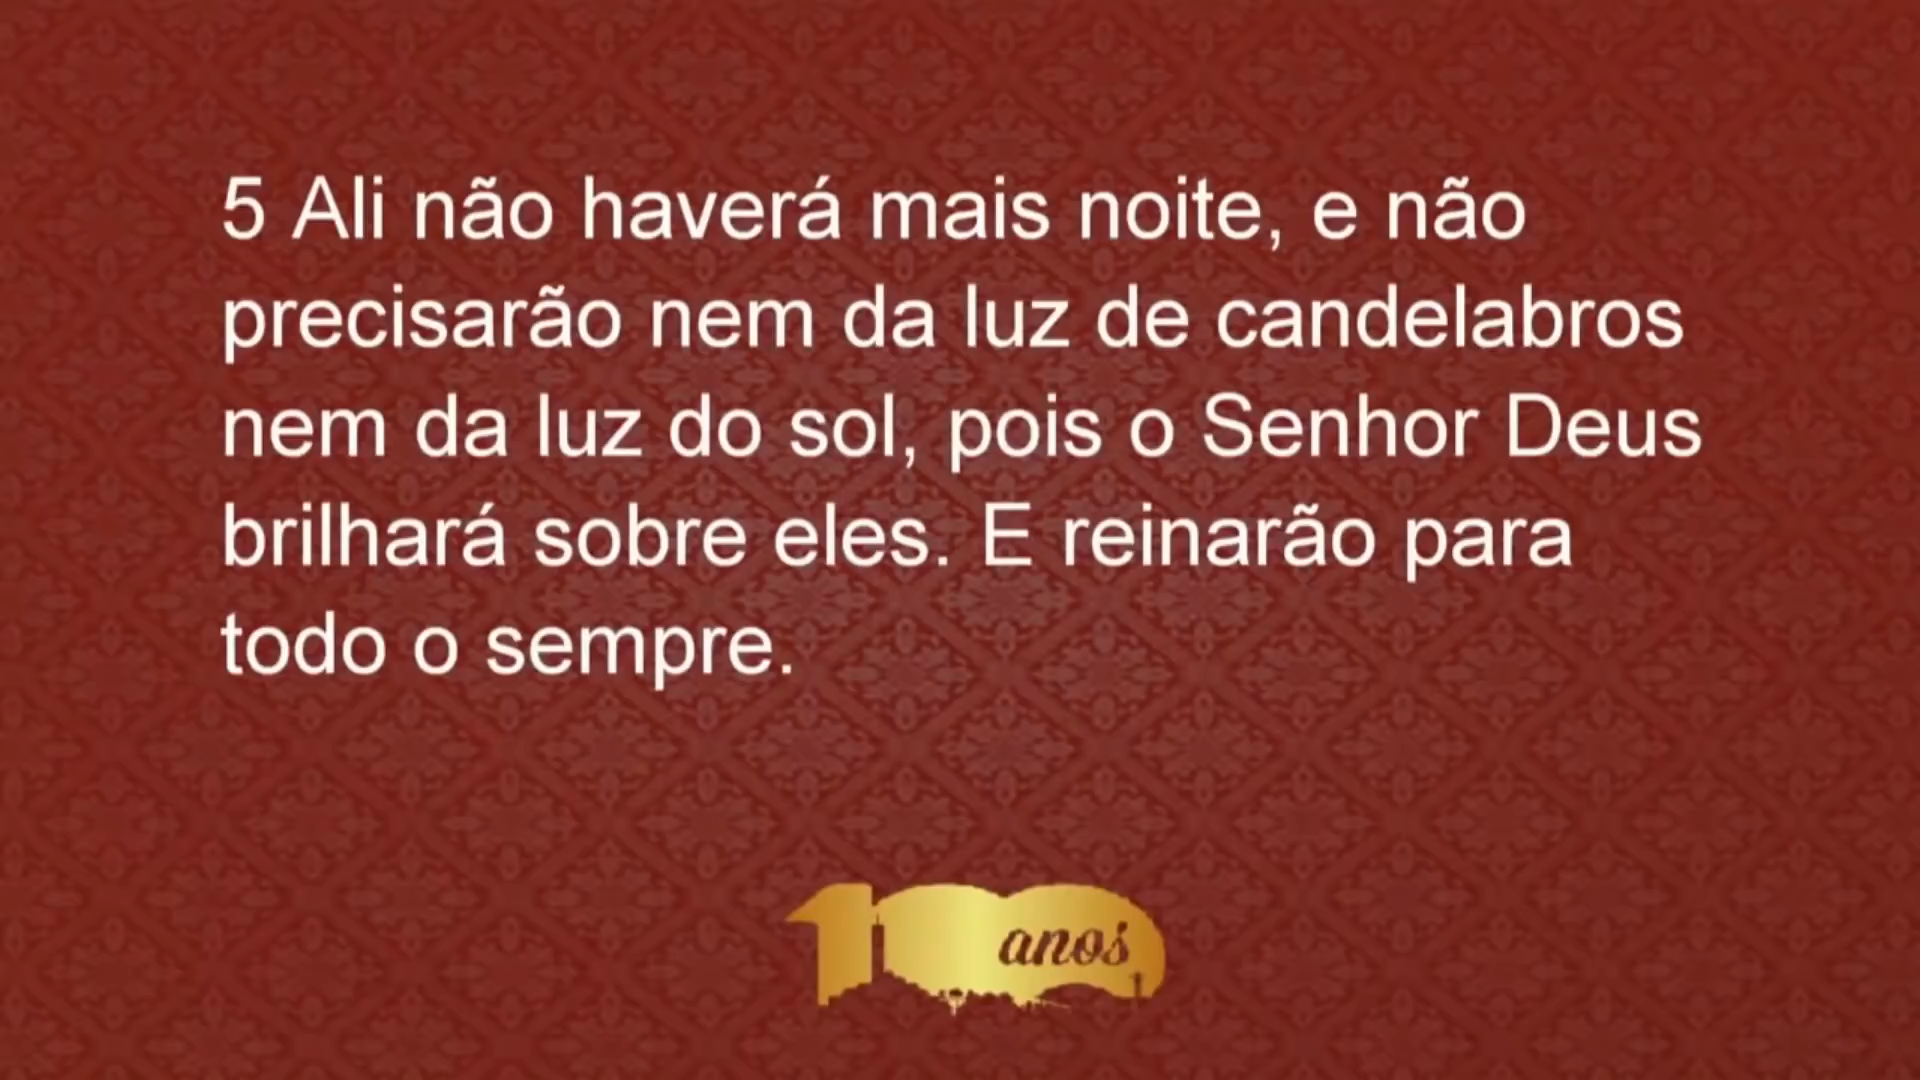 5 Ali não haverá mais noite, e não
precisarão nem da luz de candelabros
nem da luz do sol, pois o Senhor Deus
brilhará sobre eles. E reinarão para
todo o sempre.
100 anos